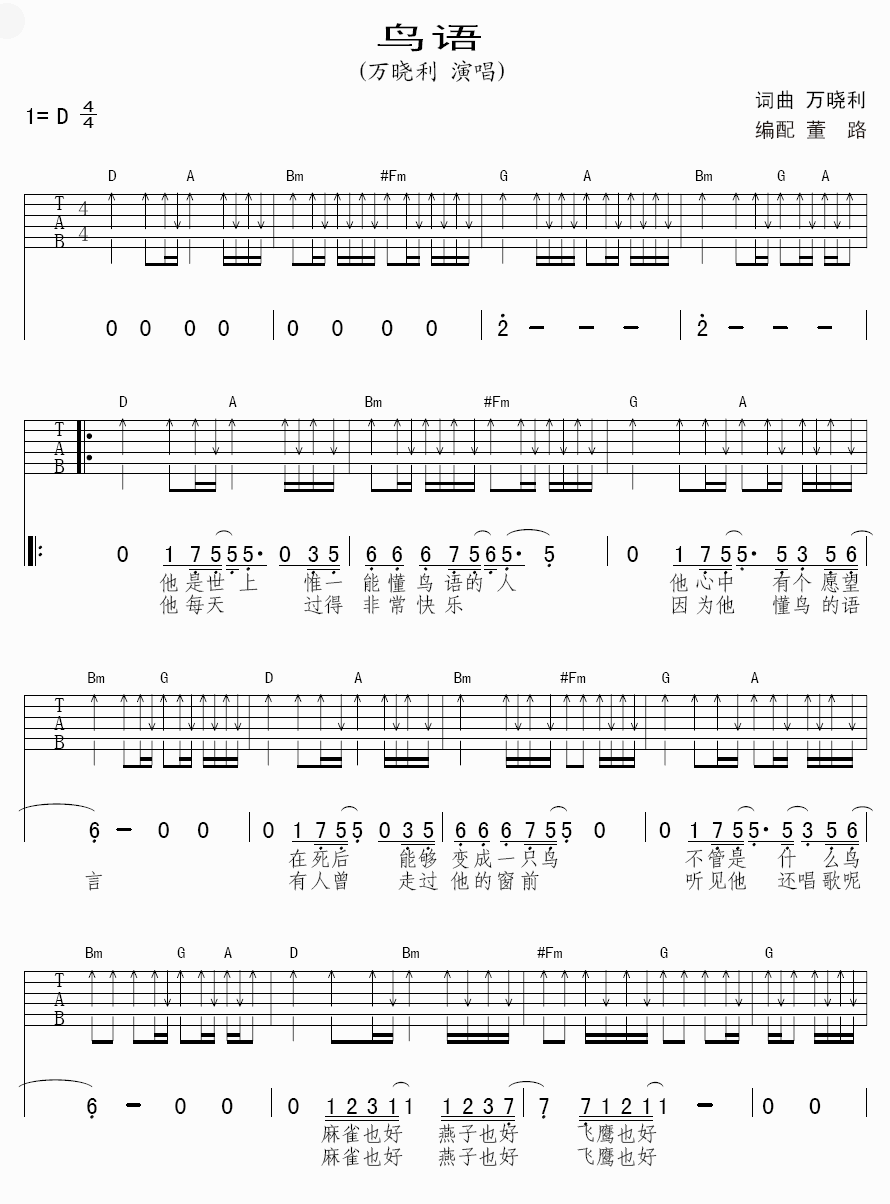 鸟语
(万晓利 演唱)
1= D 4/4
词曲 万晓利
编配 董 路
D A Bm #Fm G A Bm G A
T A B 4 4
0 0 0 0 0 0 0 0 2 - - - 2 - - -
D A Bm #Fm G A
T A B
0 1 7 5 5 5· 0 3 5 6 6 6 7 5 6 5· 5 0 1 7 5 5· 5 3 5 6
他是世上 惟一 能懂鸟语的人 他心中 有个愿望
他每天 过得 非常快乐 因为他 懂鸟的语
Bm G D A Bm #Fm G A
T A B
6 - 0 0 0 1 7 5 5 0 3 5 6 6 6 7 5 5 0 0 1 7 5 5· 5 3 5 6
在死后 能够 变成一只鸟 不管是 什么鸟
言 有人曾 走过 他的窗前 听见他 还唱歌呢
Bm G A D Bm #Fm G G
T A B
6 - 0 0 0 1 2 3 1 1 1 2 3 7 7 7 1 2 1 1 - 0 0
麻雀也好 燕子也好 飞鹰也好
麻雀也好 燕子也好 飞鹰也好